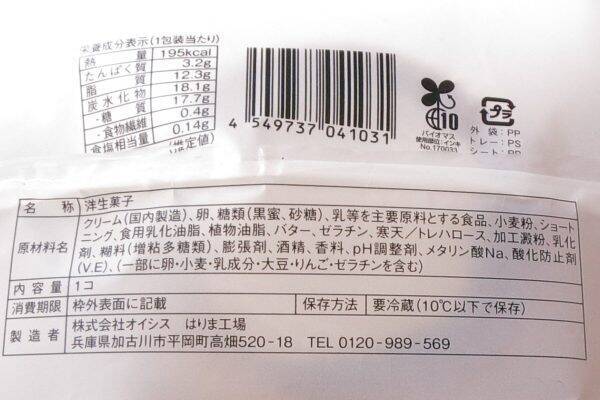 栄養成分表示(1包装当たり)
熱量 195kcal
たんぱく質 3.2g
脂質 12.3g
炭水化物 18.1g
-糖質 17.7g
-食物繊維 0.4g
食塩相当量 0.14g
(推定値)
4 549737 041031
10
バイオマス
使用部位:インキ
No.170033
プラ
外袋:PP
トレー:PS
シート:PP
名称 洋生菓子
原材料名 クリーム(国内製造)、卵、糖類(黒蜜、砂糖)、乳等を主要原料とする食品、小麦粉、ショート
ニング、食用乳化油脂、植物油脂、バター、ゼラチン、寒天/トレハロース、加工澱粉、乳化
剤、糊料(増粘多糖類)、膨張剤、酒精、香料、pH調整剤、メタリン酸Na、酸化防止剤
(V.E)、(一部に卵・小麦・乳成分・大豆・りんご・ゼラチンを含む)
内容量 1コ
消費期限 枠外表面に記載 保存方法 要冷蔵(10℃以下で保存)
製造者 株式会社オイシス はりま工場
兵庫県加古川市平岡町高畑520-18 TEL 0120-989-569